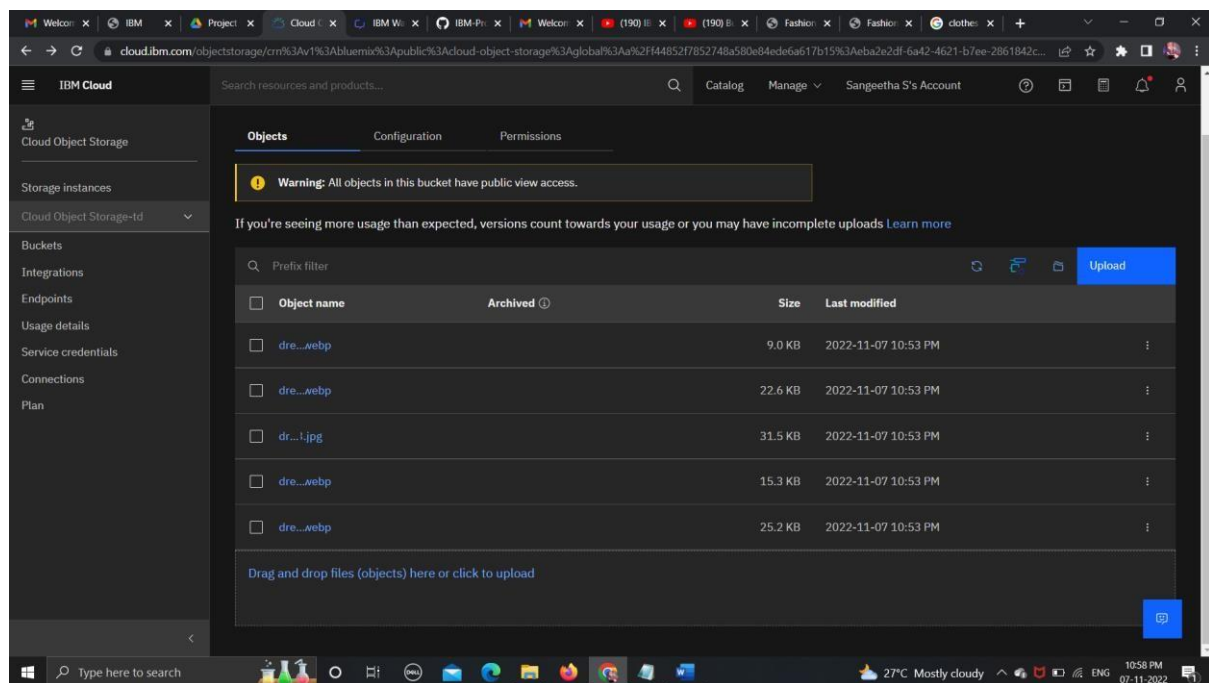 Welcom IBM Project Cloud C IBM Wa IBM-Pro Welcom (190) IB (190) B Fashion Fashion clothes
cloud.ibm.com/objectstorage/crn%3Av1%3Abluemix%3Apublic%3Acloud-object-storage%3Aglobal%3Aa%2Ff44852f7852748a580e84ede6a617b15%3Aeba2e2df-6a42-4621-b7ee-2861842c...
IBM Cloud
Search resources and products...
Catalog
Manage
Sangeetha S's Account
Cloud Object Storage
Storage instances
Cloud Object Storage-td
Buckets
Integrations
Endpoints
Usage details
Service credentials
Connections
Plan
Objects Configuration Permissions
Warning: All objects in this bucket have public view access.
If you're seeing more usage than expected, versions count towards your usage or you may have incomplete uploads Learn more
Prefix filter
Upload
Object name Archived Size Last modified
dre...webp 9.0 KB 2022-11-07 10:53 PM
dre...webp 22.6 KB 2022-11-07 10:53 PM
dr...1.jpg 31.5 KB 2022-11-07 10:53 PM
dre...webp 15.3 KB 2022-11-07 10:53 PM
dre...webp 25.2 KB 2022-11-07 10:53 PM
Drag and drop files (objects) here or click to upload
Type here to search
DELL
27°C Mostly cloudy
ENG
10:58 PM
07-11-2022